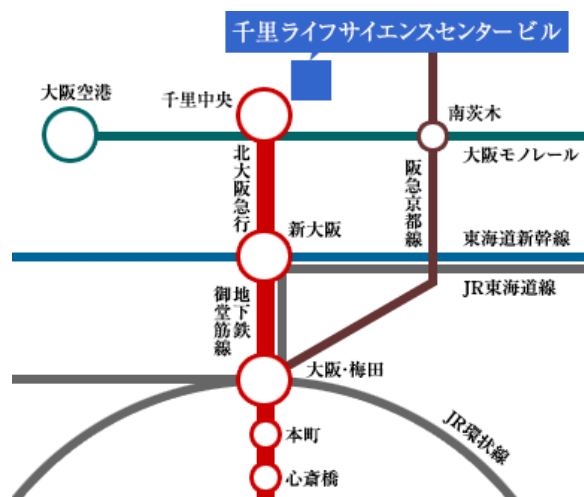 千里ライフサイエンスセンタービル
大阪空港
千里中央
南茨木
大阪モノレール
北大阪急行
阪急京都線
新大阪
東海道新幹線
JR東海道線
地下鉄
御堂筋線
大阪・梅田
JR環状線
本町
心斎橋